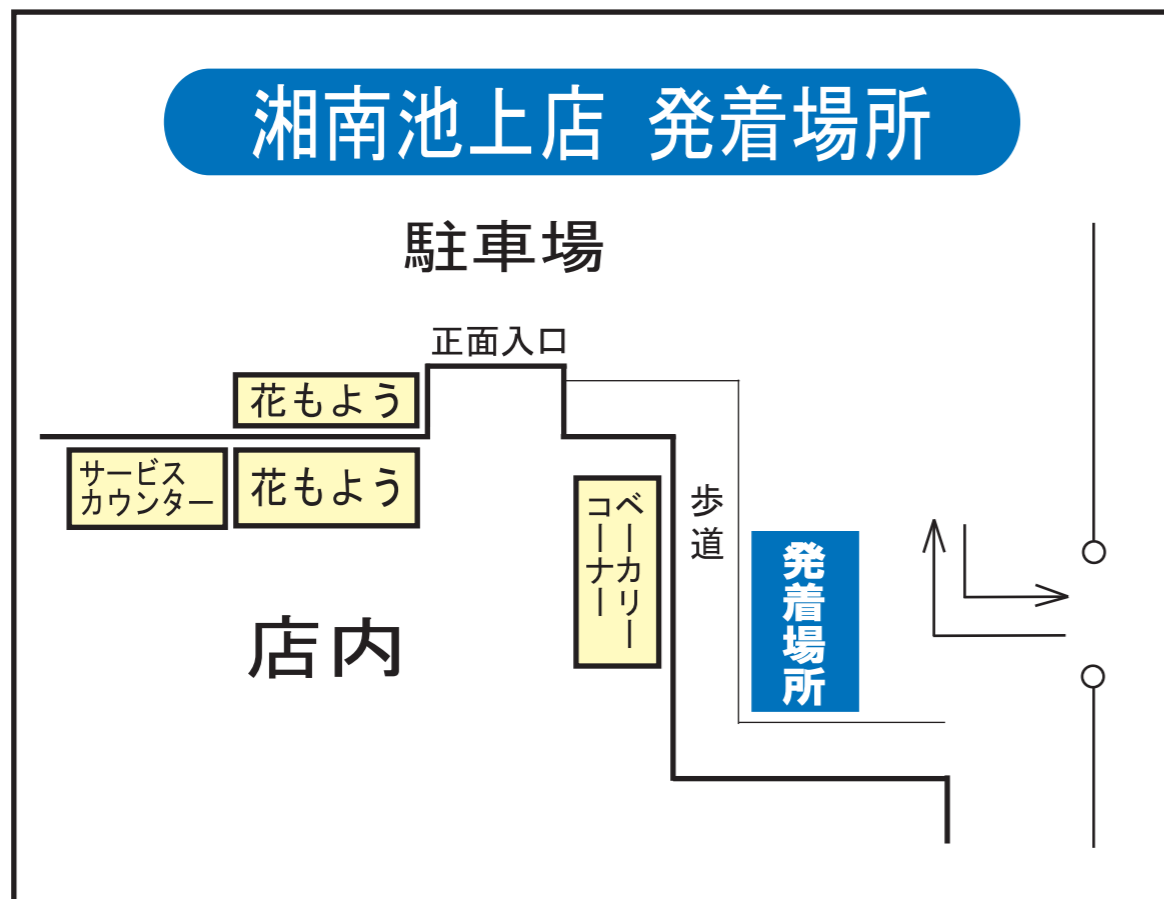 湘南池上店 発着場所
駐車場
正面入口
花もよう
サービス
カウンター
花もよう
ベーカリー
コーナー
歩道
発着場所
店内